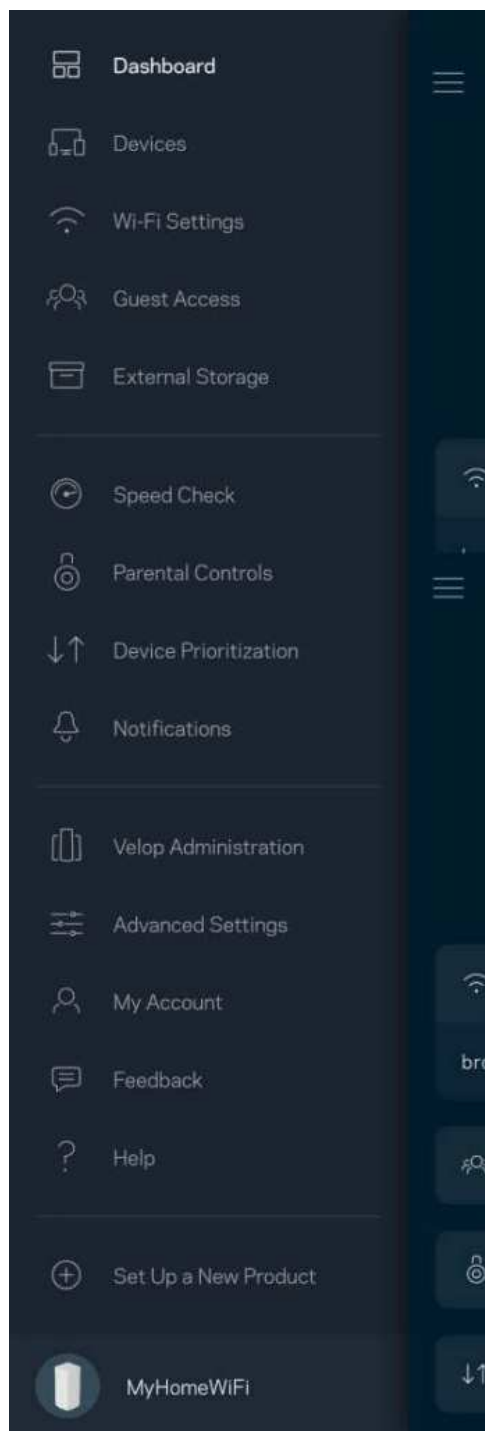 Dashboard
Devices
Wi-Fi Settings
Guest Access
External Storage
Speed Check
Parental Controls
Device Prioritization
Notifications
Velop Administration
Advanced Settings
My Account
Feedback
Help
Set Up a New Product
MyHomeWiFi
bro